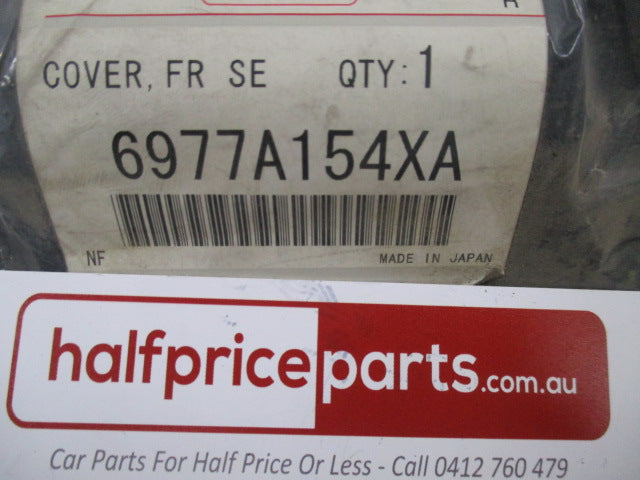 R
COVER, FR SE QTY: 1
6977A154XA
NF MADE IN JAPAN
halfpriceparts.com.au
Car Parts For Half Price Or Less - Call 0412 760 479